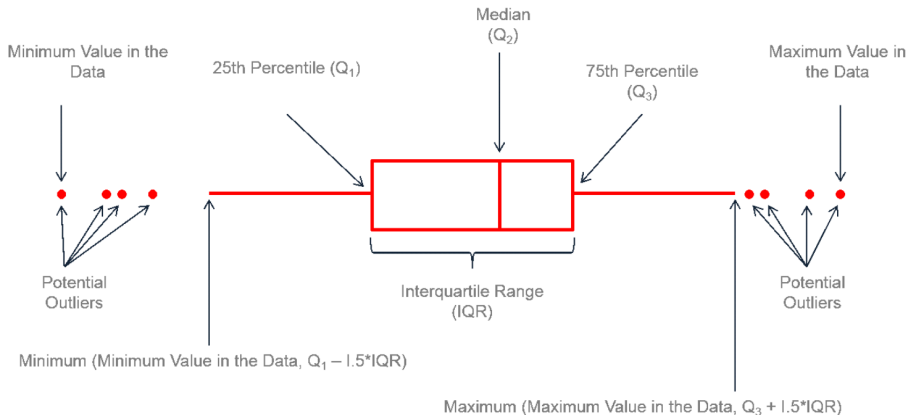 Median
(Q₂)
Minimum Value in the
Data
25th Percentile (Q₁)
75th Percentile
(Q₃)
Maximum Value in
the Data
Potential
Outliers
Interquartile Range
(IQR)
Potential
Outliers
Minimum (Minimum Value in the Data, Q₁ – I.5*IQR)
Maximum (Maximum Value in the Data, Q₃ + I.5*IQR)